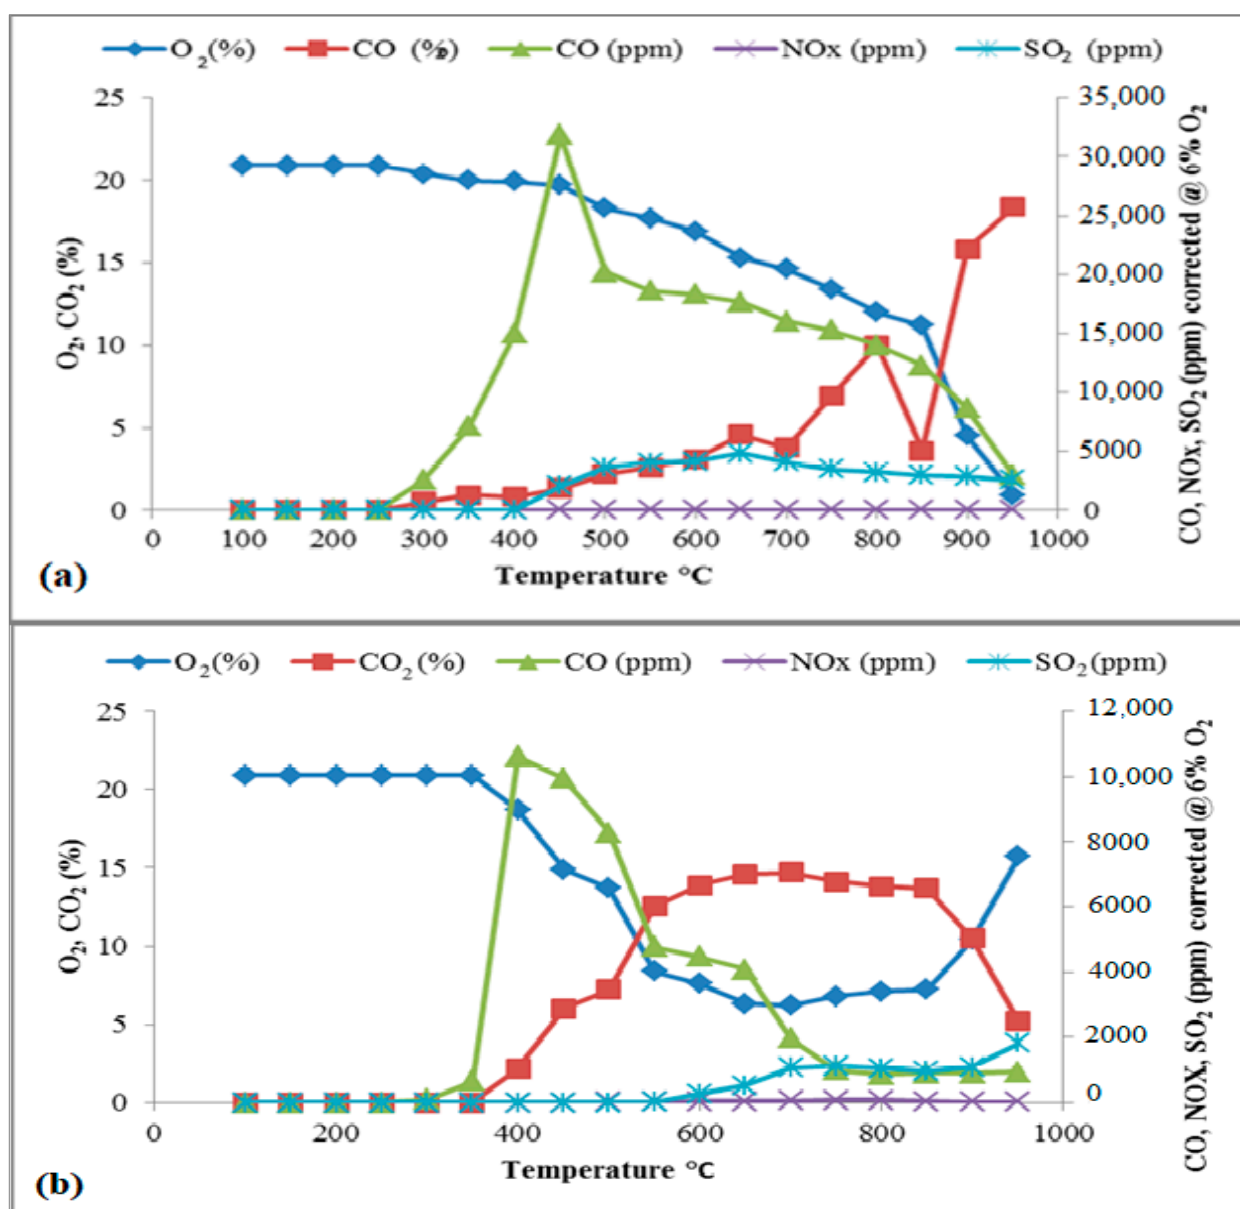 O2(%) CO (%) CO (ppm) NOx (ppm) SO2 (ppm)
25 35,000
30,000
20
25,000
15 20,000
15,000
10
10,000
5 5000
0 0
0 100 200 300 400 500 600 700 800 900 1000
Temperature °C
O2, CO2 (%)
CO, NOx, SO2 (ppm) corrected @ 6% O2
(a)
O2(%) CO2 (%) CO (ppm) NOx (ppm) SO2 (ppm)
25 12,000
20 10,000
8000
15
6000
10
4000
5
2000
0 0
0 200 400 600 800 1000
Temperature °C
O2, CO2 (%)
CO, NOX, SO2 (ppm) corrected @ 6% O2
(b)